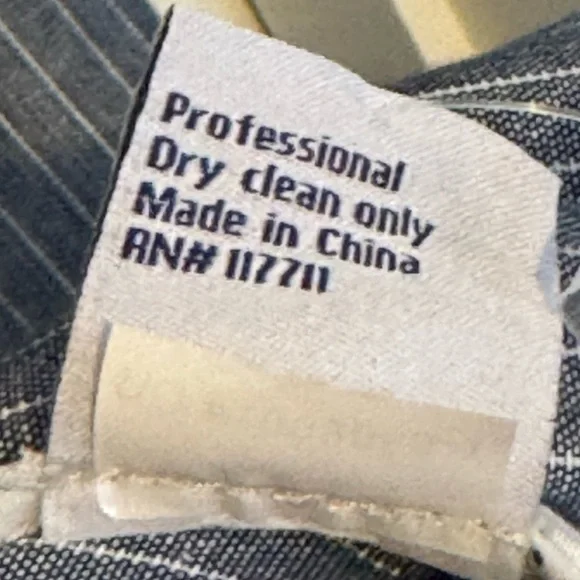 Professional
Dry clean only
Made in China
RN# 117711